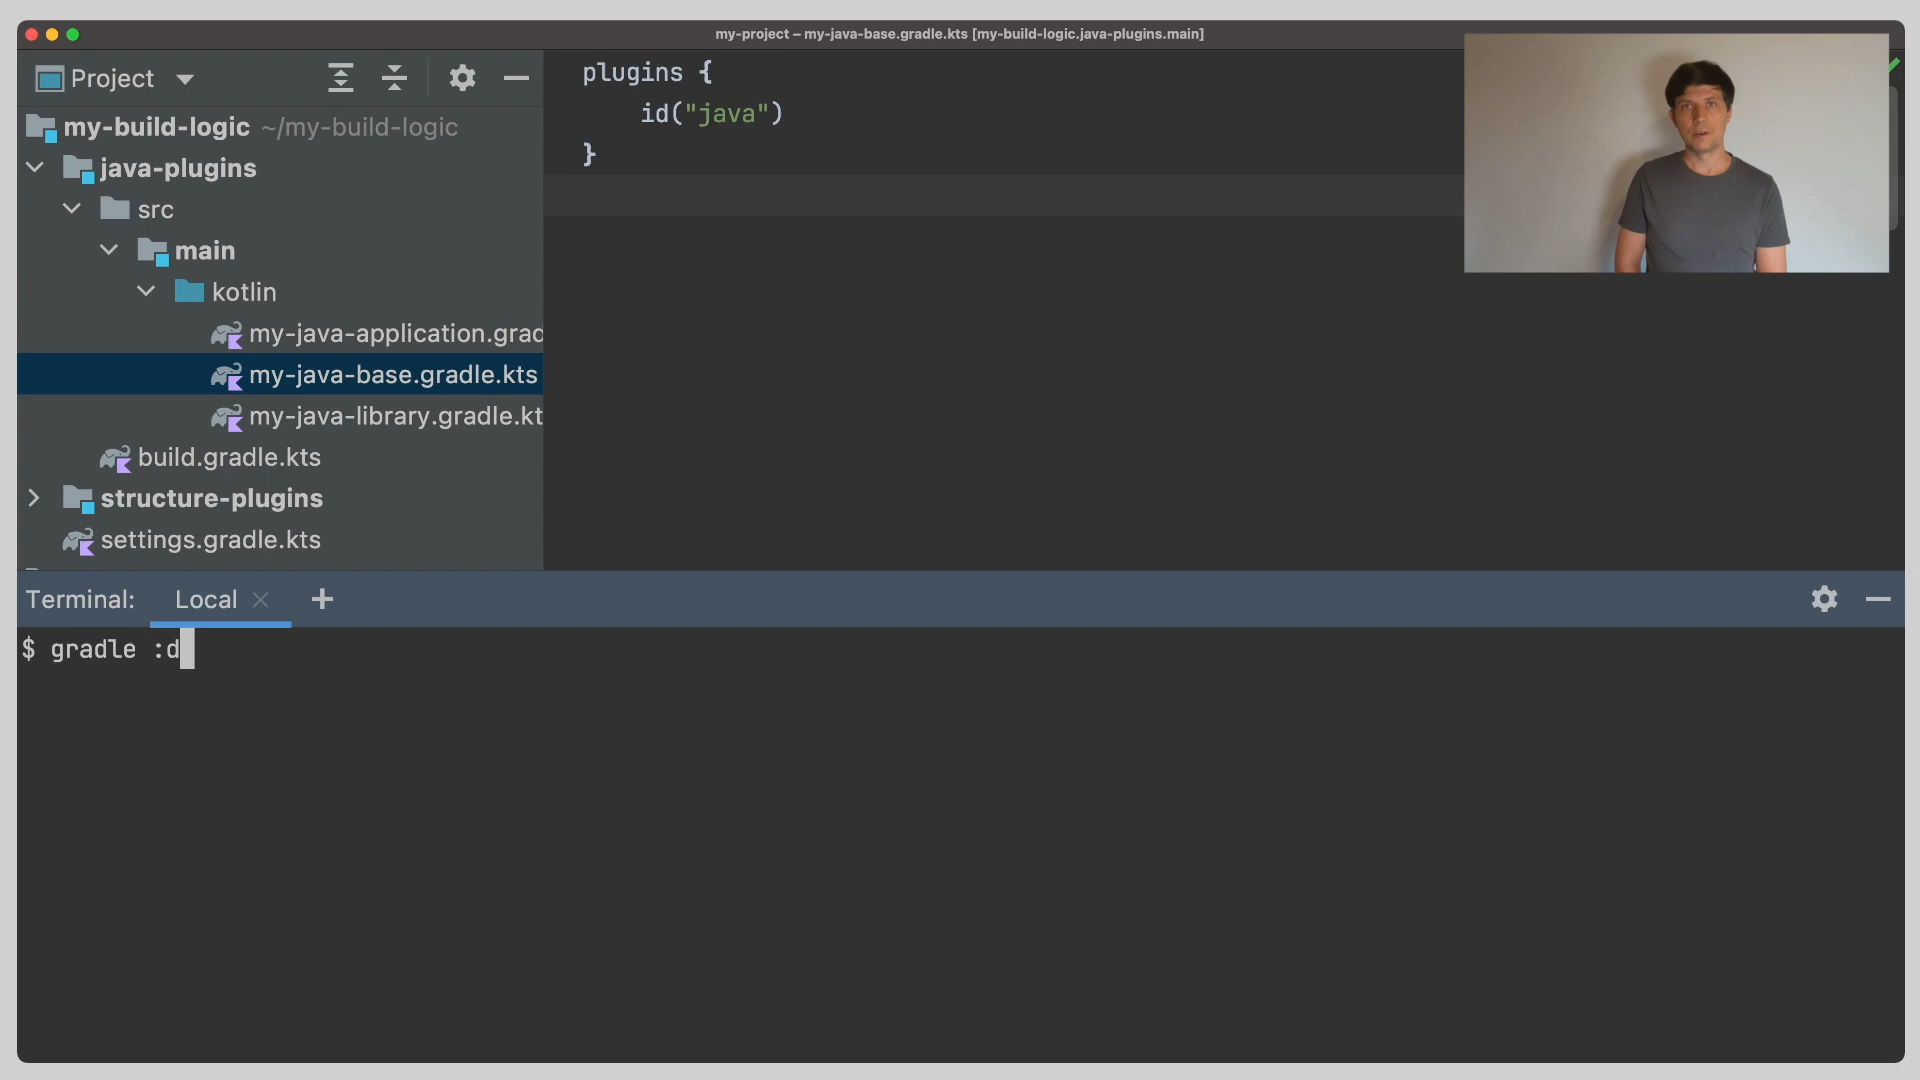 my-project – my-java-base.gradle.kts [my-build-logic.java-plugins.main]
Project
my-build-logic ~/my-build-logic
java-plugins
src
main
kotlin
my-java-application.grad
my-java-base.gradle.kts
my-java-library.gradle.kt
build.gradle.kts
structure-plugins
settings.gradle.kts
plugins {
id("java")
}
Terminal: Local
$ gradle :d